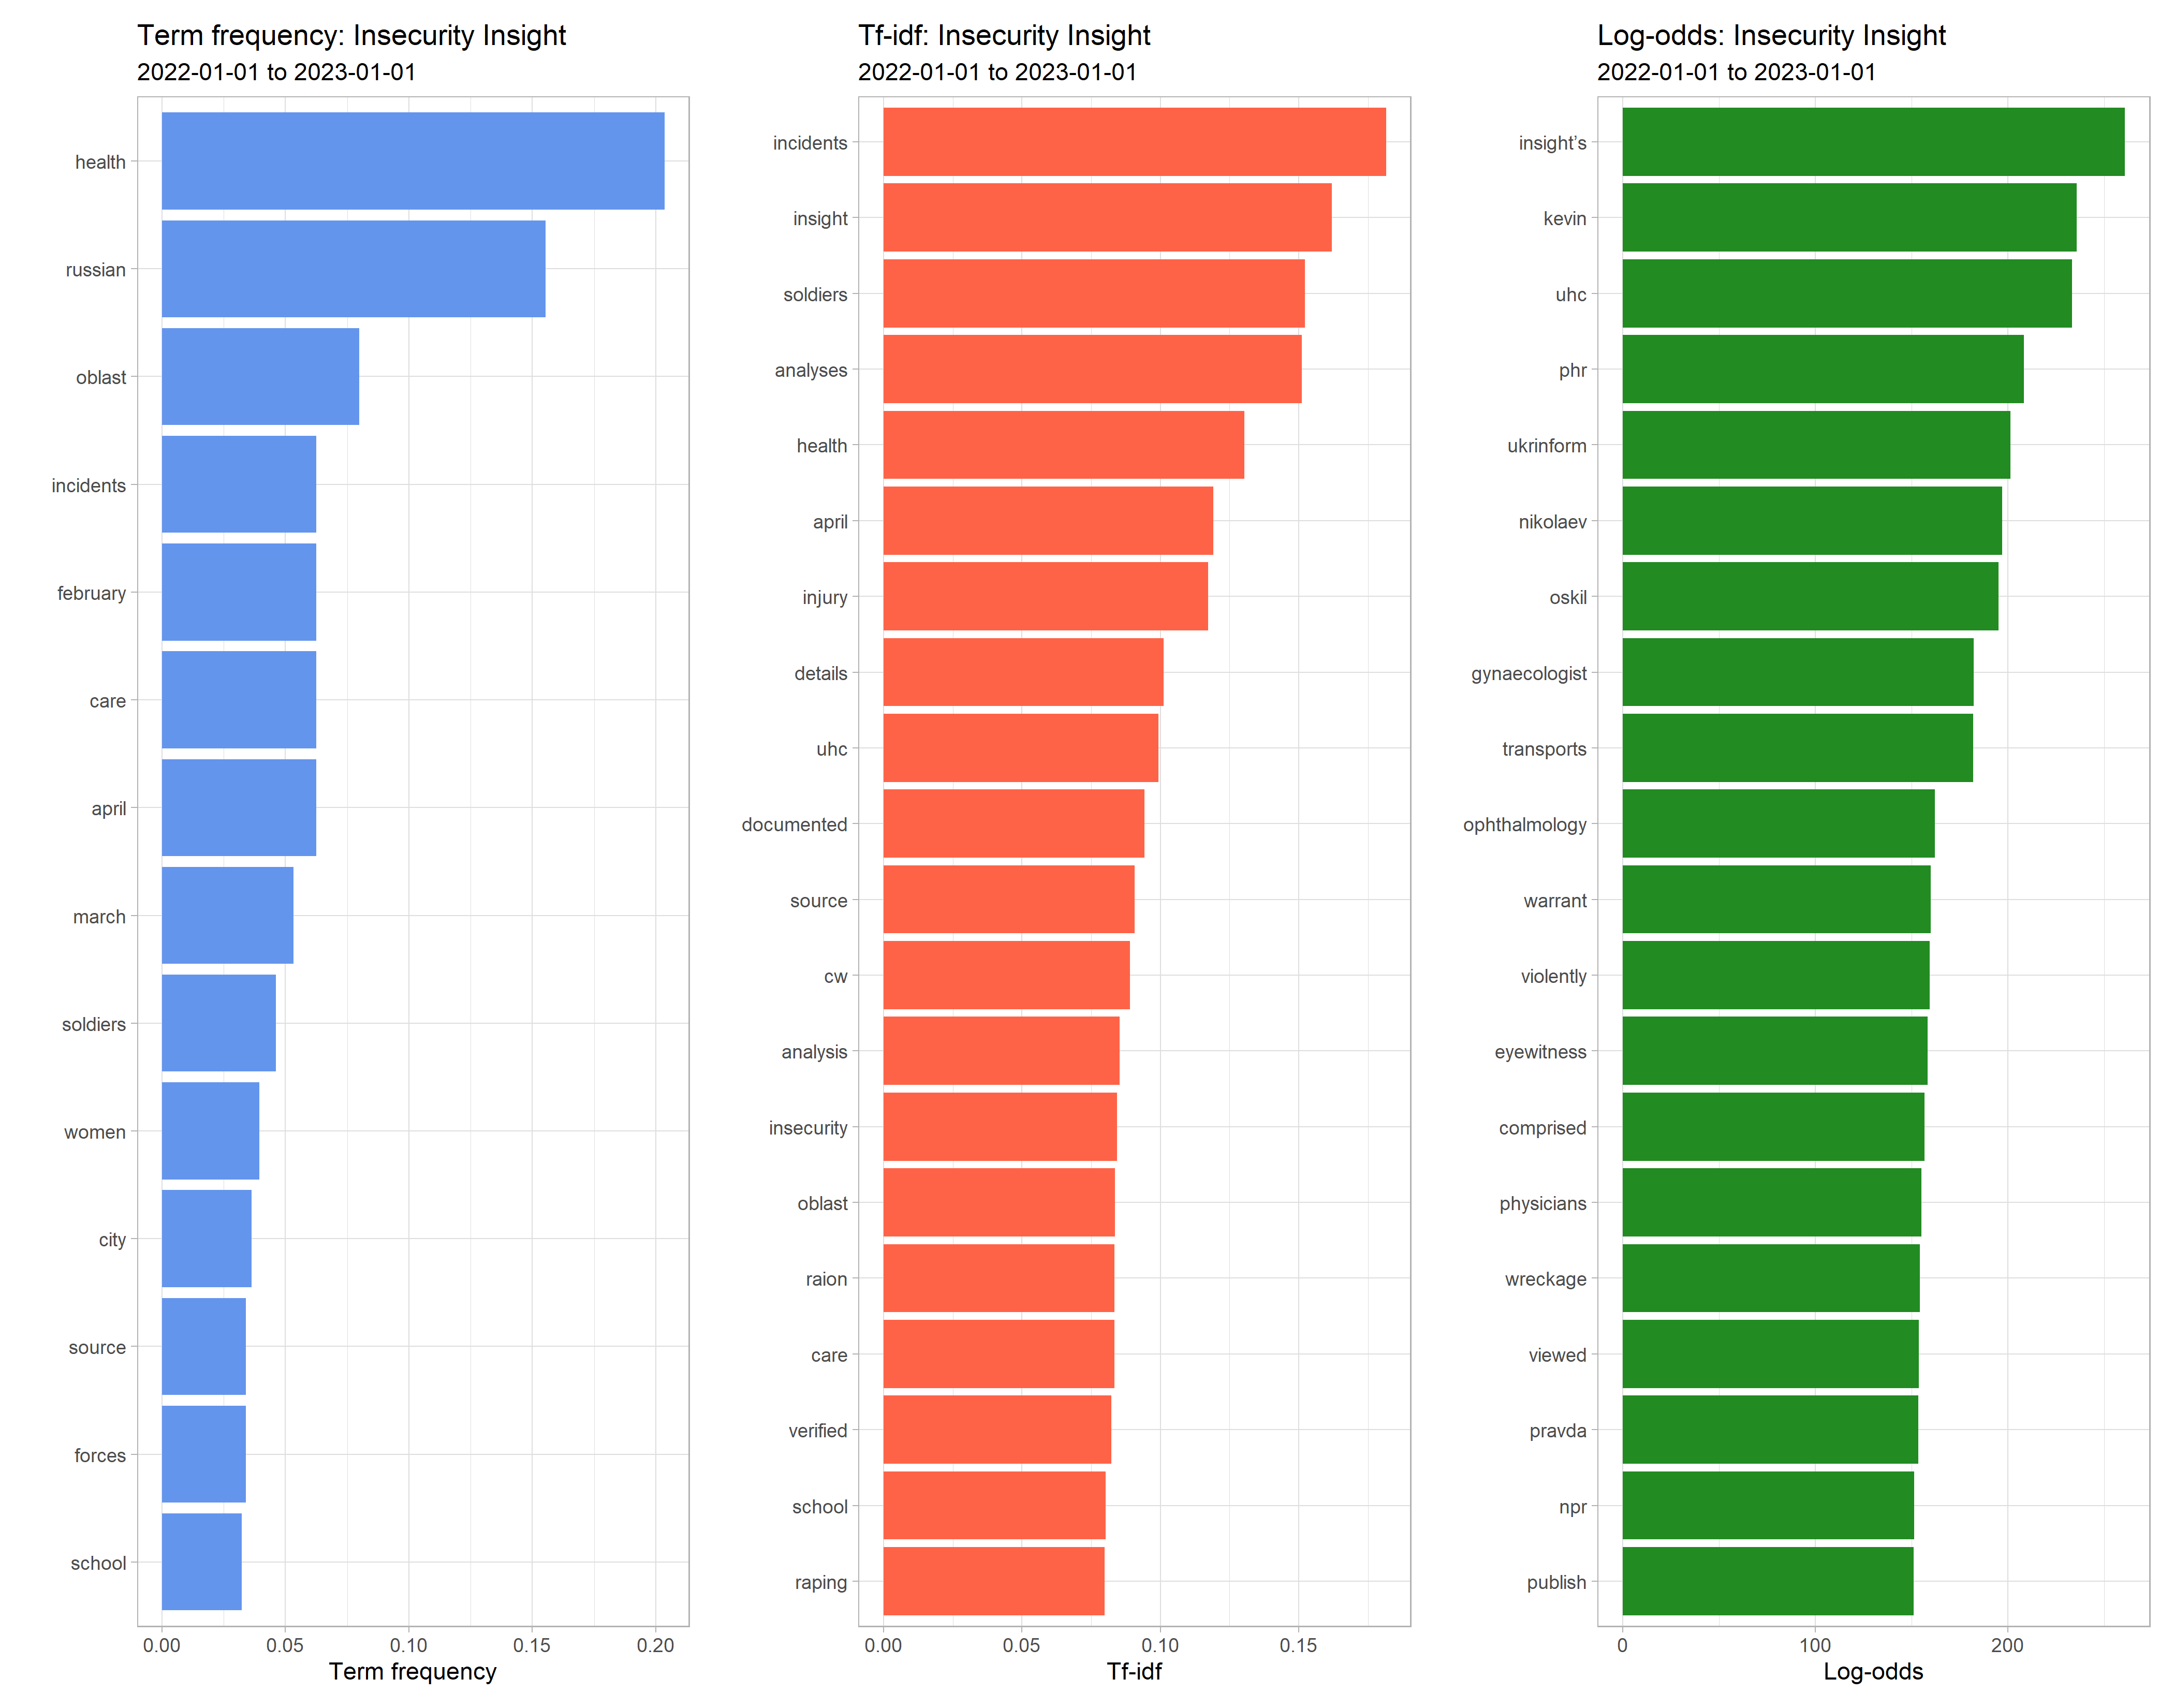 Term frequency: Insecurity Insight
2022-01-01 to 2023-01-01
health
russian
oblast
incidents
february
care
april
march
soldiers
women
city
source
forces
school
0.00 0.05 0.10 0.15 0.20
Term frequency
Tf-idf: Insecurity Insight
2022-01-01 to 2023-01-01
incidents
insight
soldiers
analyses
health
april
injury
details
uhc
documented
source
cw
analysis
insecurity
oblast
raion
care
verified
school
raping
0.00 0.05 0.10 0.15
Tf-idf
Log-odds: Insecurity Insight
2022-01-01 to 2023-01-01
insight’s
kevin
uhc
phr
ukrinform
nikolaev
oskil
gynaecologist
transports
ophthalmology
warrant
violently
eyewitness
comprised
physicians
wreckage
viewed
pravda
npr
publish
0 100 200
Log-odds